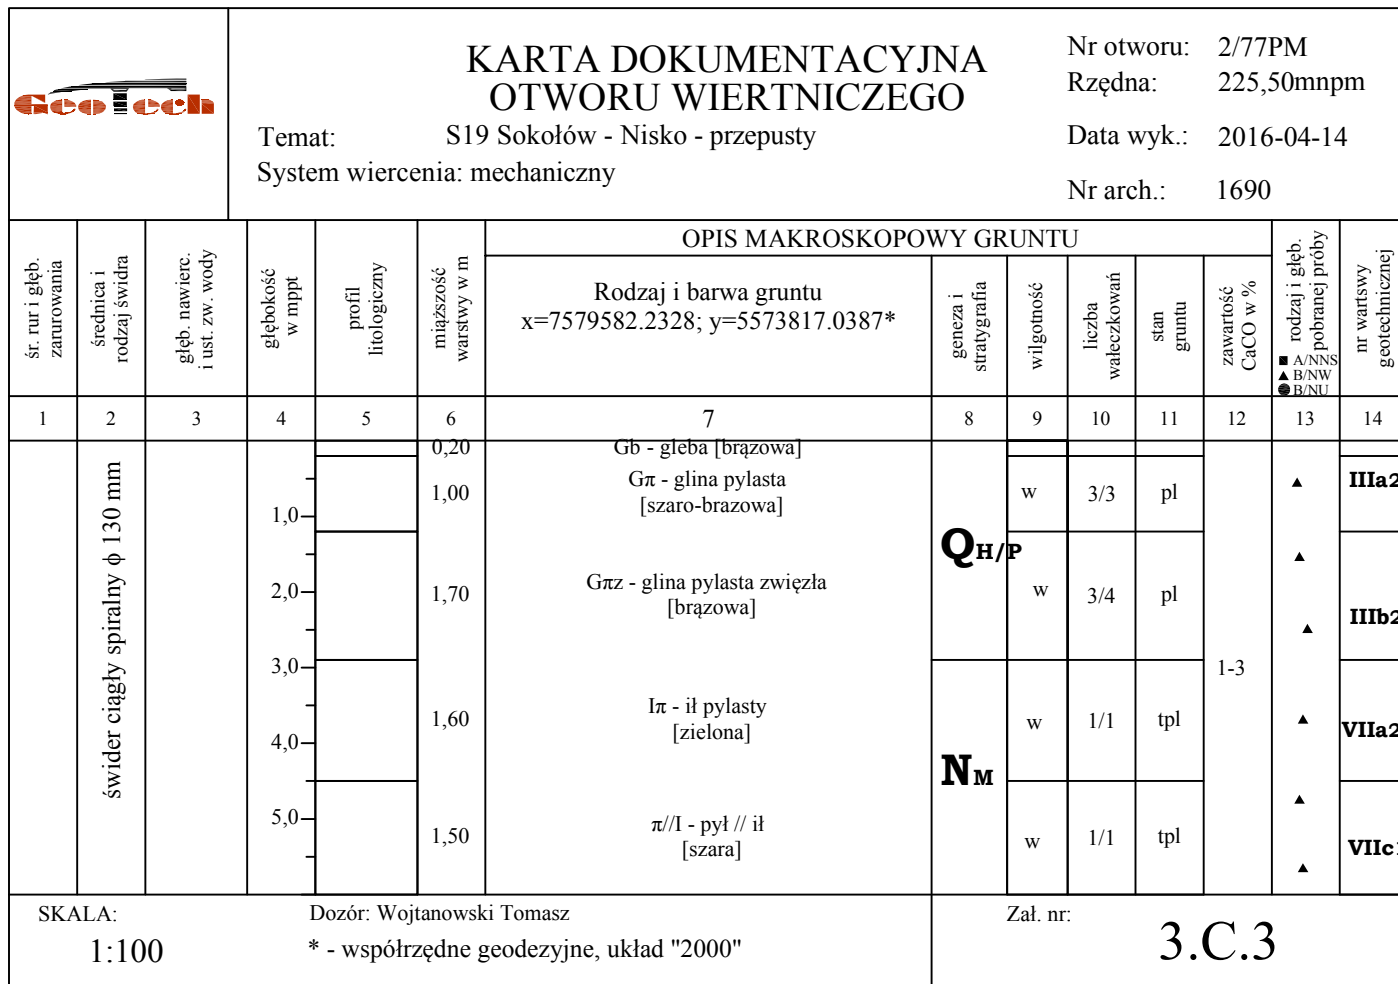 GeoTech
KARTA DOKUMENTACYJNA
OTWORU WIERTNICZEGO
Temat: S19 Sokołów - Nisko - przepusty
System wiercenia: mechaniczny
Nr otworu: 2/77PM
Rzędna: 225,50mnpm
Data wyk.: 2016-04-14
Nr arch.: 1690
śr. rur i głęb.
zarurowania
średnica i
rodzaj świdra
głęb. nawierc.
i ust. zw. wody
głębokość
w mppt
profil
litologiczny
miąższość
warstwy w m
OPIS MAKROSKOPOWY GRUNTU
Rodzaj i barwa gruntu
x=7579582.2328; y=5573817.0387*
geneza i
stratygrafia
wilgotność
liczba
wałeczkowań
stan
gruntu
zawartość
CaCO w %
rodzaj i głęb.
pobranej próby
A/NNS
B/NW
B/NU
nr wartswy
geotechnicznej
1 2 3 4 5 6 7 8 9 10 11 12 13 14
świder ciągły spiralny ϕ 130 mm
0,20 Gb - gleba [brązowa]
1,00 Gπ - glina pylasta
[szaro-brazowa]
w 3/3 pl IIIa2
1,0
QH/P
2,0
1,70 Gπz - glina pylasta zwięzła
[brązowa]
w 3/4 pl IIIb2
3,0
1-3
1,60 Iπ - ił pylasty
[zielona]
w 1/1 tpl VIIa2
4,0
NM
5,0
1,50 π//I - pył // ił
[szara]
w 1/1 tpl VIIc1
SKALA:
1:100
Dozór: Wojtanowski Tomasz
* - współrzędne geodezyjne, układ "2000"
Zał. nr:
3.C.3